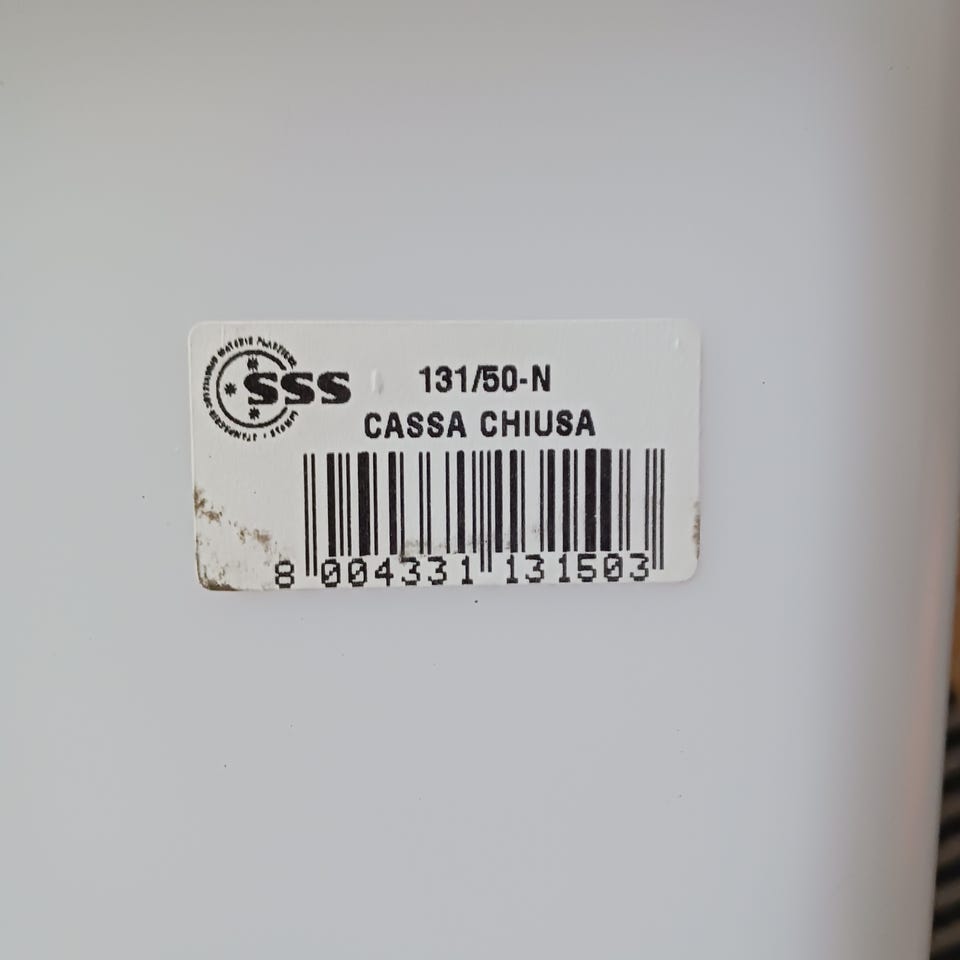 SSS
131/50-N
CASSA CHIUSA
8 004331 131503